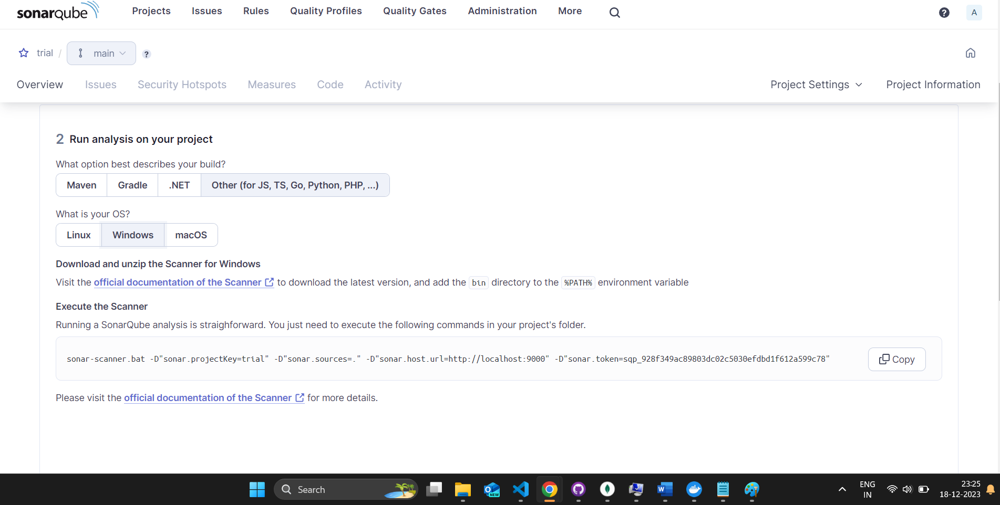 sonarqube Projects Issues Rules Quality Profiles Quality Gates Administration More ? A
trial / main ?
Overview Issues Security Hotspots Measures Code Activity Project Settings Project Information
2 Run analysis on your project
What option best describes your build?
Maven Gradle .NET Other (for JS, TS, Go, Python, PHP, ...)
What is your OS?
Linux Windows macOS
Download and unzip the Scanner for Windows
Visit the official documentation of the Scanner to download the latest version, and add the bin directory to the %PATH% environment variable
Execute the Scanner
Running a SonarQube analysis is straighforward. You just need to execute the following commands in your project's folder.
sonar-scanner.bat -D"sonar.projectKey=trial" -D"sonar.sources=." -D"sonar.host.url=http://localhost:9000" -D"sonar.token=sqp_928f349ac89803dc02c5030efdbd1f612a599c78" Copy
Please visit the official documentation of the Scanner for more details.
Search O NEW W ENG 23:25
IN 18-12-2023